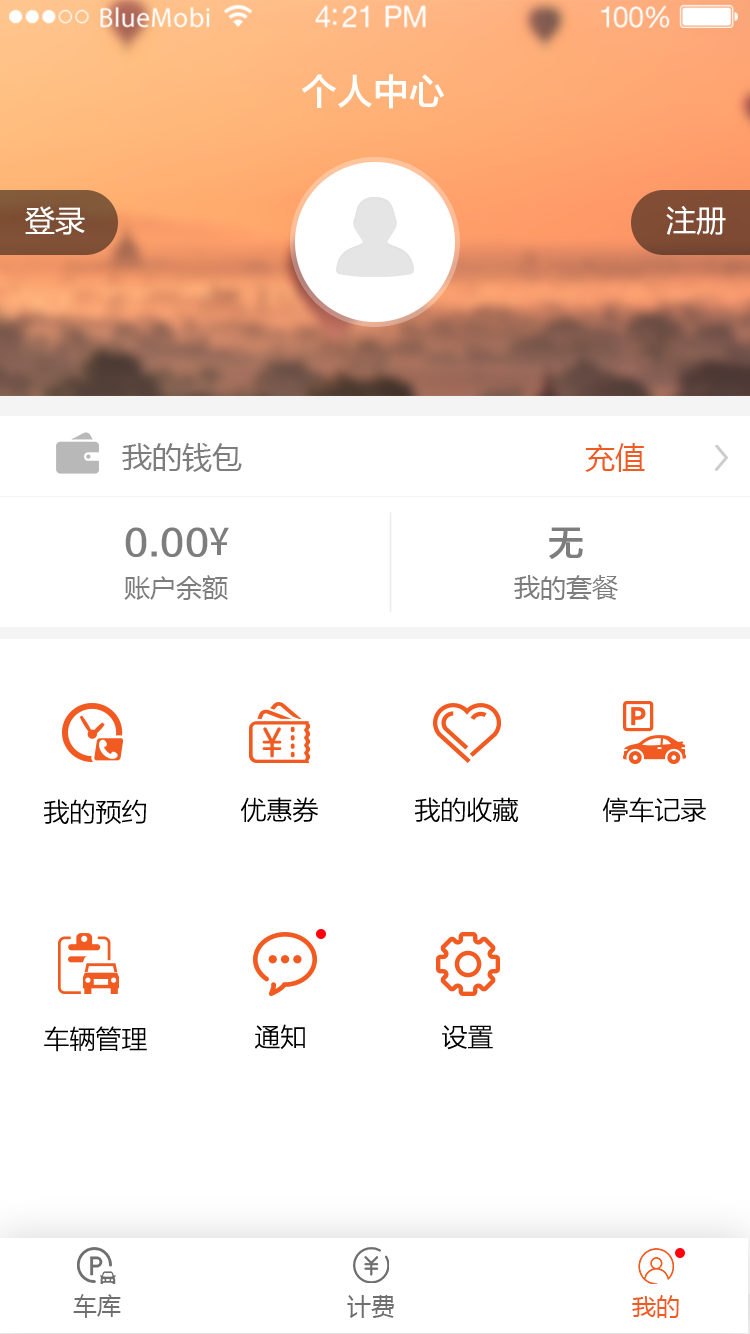 BlueMobi 4:21 PM 100%
个人中心
登录 注册
我的钱包 充值
0.00¥ 无
账户余额 我的套餐
P
¥
我的预约 优惠券 我的收藏 停车记录
车辆管理 通知 设置
P ¥
车库 计费 我的